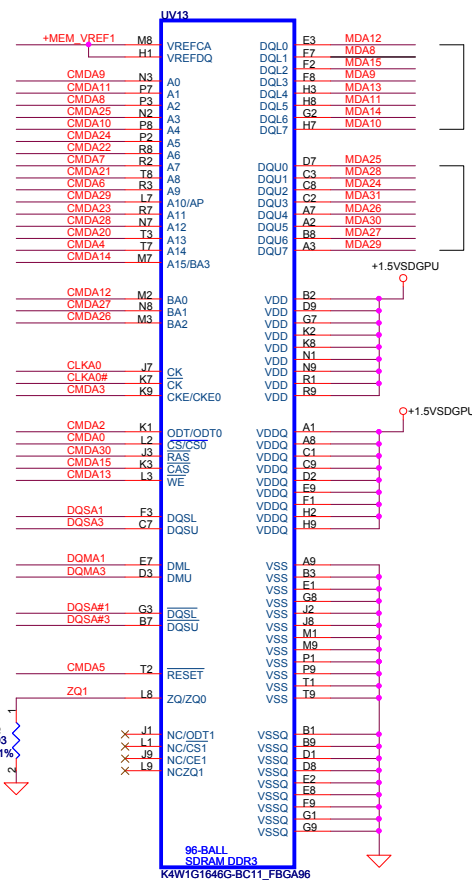 UV13
+MEM_VREF1 M8 VREFCA DQL0 E3 MDA12
H1 VREFDQ DQL1 F7 MDA8
DQL2 F2 MDA15
CMDA9 N3 A0 DQL3 F8 MDA9
CMDA11 P7 A1 DQL4 H3 MDA13
CMDA8 P3 A2 DQL5 H8 MDA11
CMDA25 N2 A3 DQL6 G2 MDA14
CMDA10 P8 A4 DQL7 H7 MDA10
CMDA24 P2 A5
CMDA22 R8 A6
CMDA7 R2 A7 DQU0 D7 MDA25
CMDA21 T8 A8 DQU1 C3 MDA28
CMDA6 R3 A9 DQU2 C8 MDA24
CMDA29 L7 A10/AP DQU3 C2 MDA31
CMDA23 R7 A11 DQU4 A7 MDA26
CMDA28 N7 A12 DQU5 A2 MDA30
CMDA20 T3 A13 DQU6 B8 MDA27
CMDA4 T7 A14 DQU7 A3 MDA29
CMDA14 M7 A15/BA3
+1.5VSDGPU
CMDA12 M2 BA0 VDD B2
CMDA27 N8 BA1 VDD D9
CMDA26 M3 BA2 VDD G7
VDD K2
VDD K8
VDD N1
CLKA0 J7 CK VDD N9
CLKA0# K7 CK VDD R1
CMDA3 K9 CKE/CKE0 VDD R9
+1.5VSDGPU
CMDA2 K1 ODT/ODT0 VDDQ A1
CMDA0 L2 CS/CS0 VDDQ A8
CMDA30 J3 RAS VDDQ C1
CMDA15 K3 CAS VDDQ C9
CMDA13 L3 WE VDDQ D2
VDDQ E9
DQSA1 F3 DQSL VDDQ F1
DQSA3 C7 DQSU VDDQ H2
VDDQ H9
DQMA1 E7 DML VSS A9
DQMA3 D3 DMU VSS B3
VSS E1
VSS G8
DQSA#1 G3 DQSL VSS J2
DQSA#3 B7 DQSU VSS J8
VSS M1
VSS M9
VSS P1
CMDA5 T2 RESET VSS P9
VSS T1
ZQ1 L8 ZQ/ZQ0 VSS T9
1
J1 NC/ODT1 VSSQ B1
L1 NC/CS1 VSSQ B9
J9 NC/CE1 VSSQ D1
L9 NCZQ1 VSSQ D8
1%
2
VSSQ E2
VSSQ E8
VSSQ F9
VSSQ G1
VSSQ G9
96-BALL
SDRAM DDR3
K4W1G1646G-BC11_FBGA96